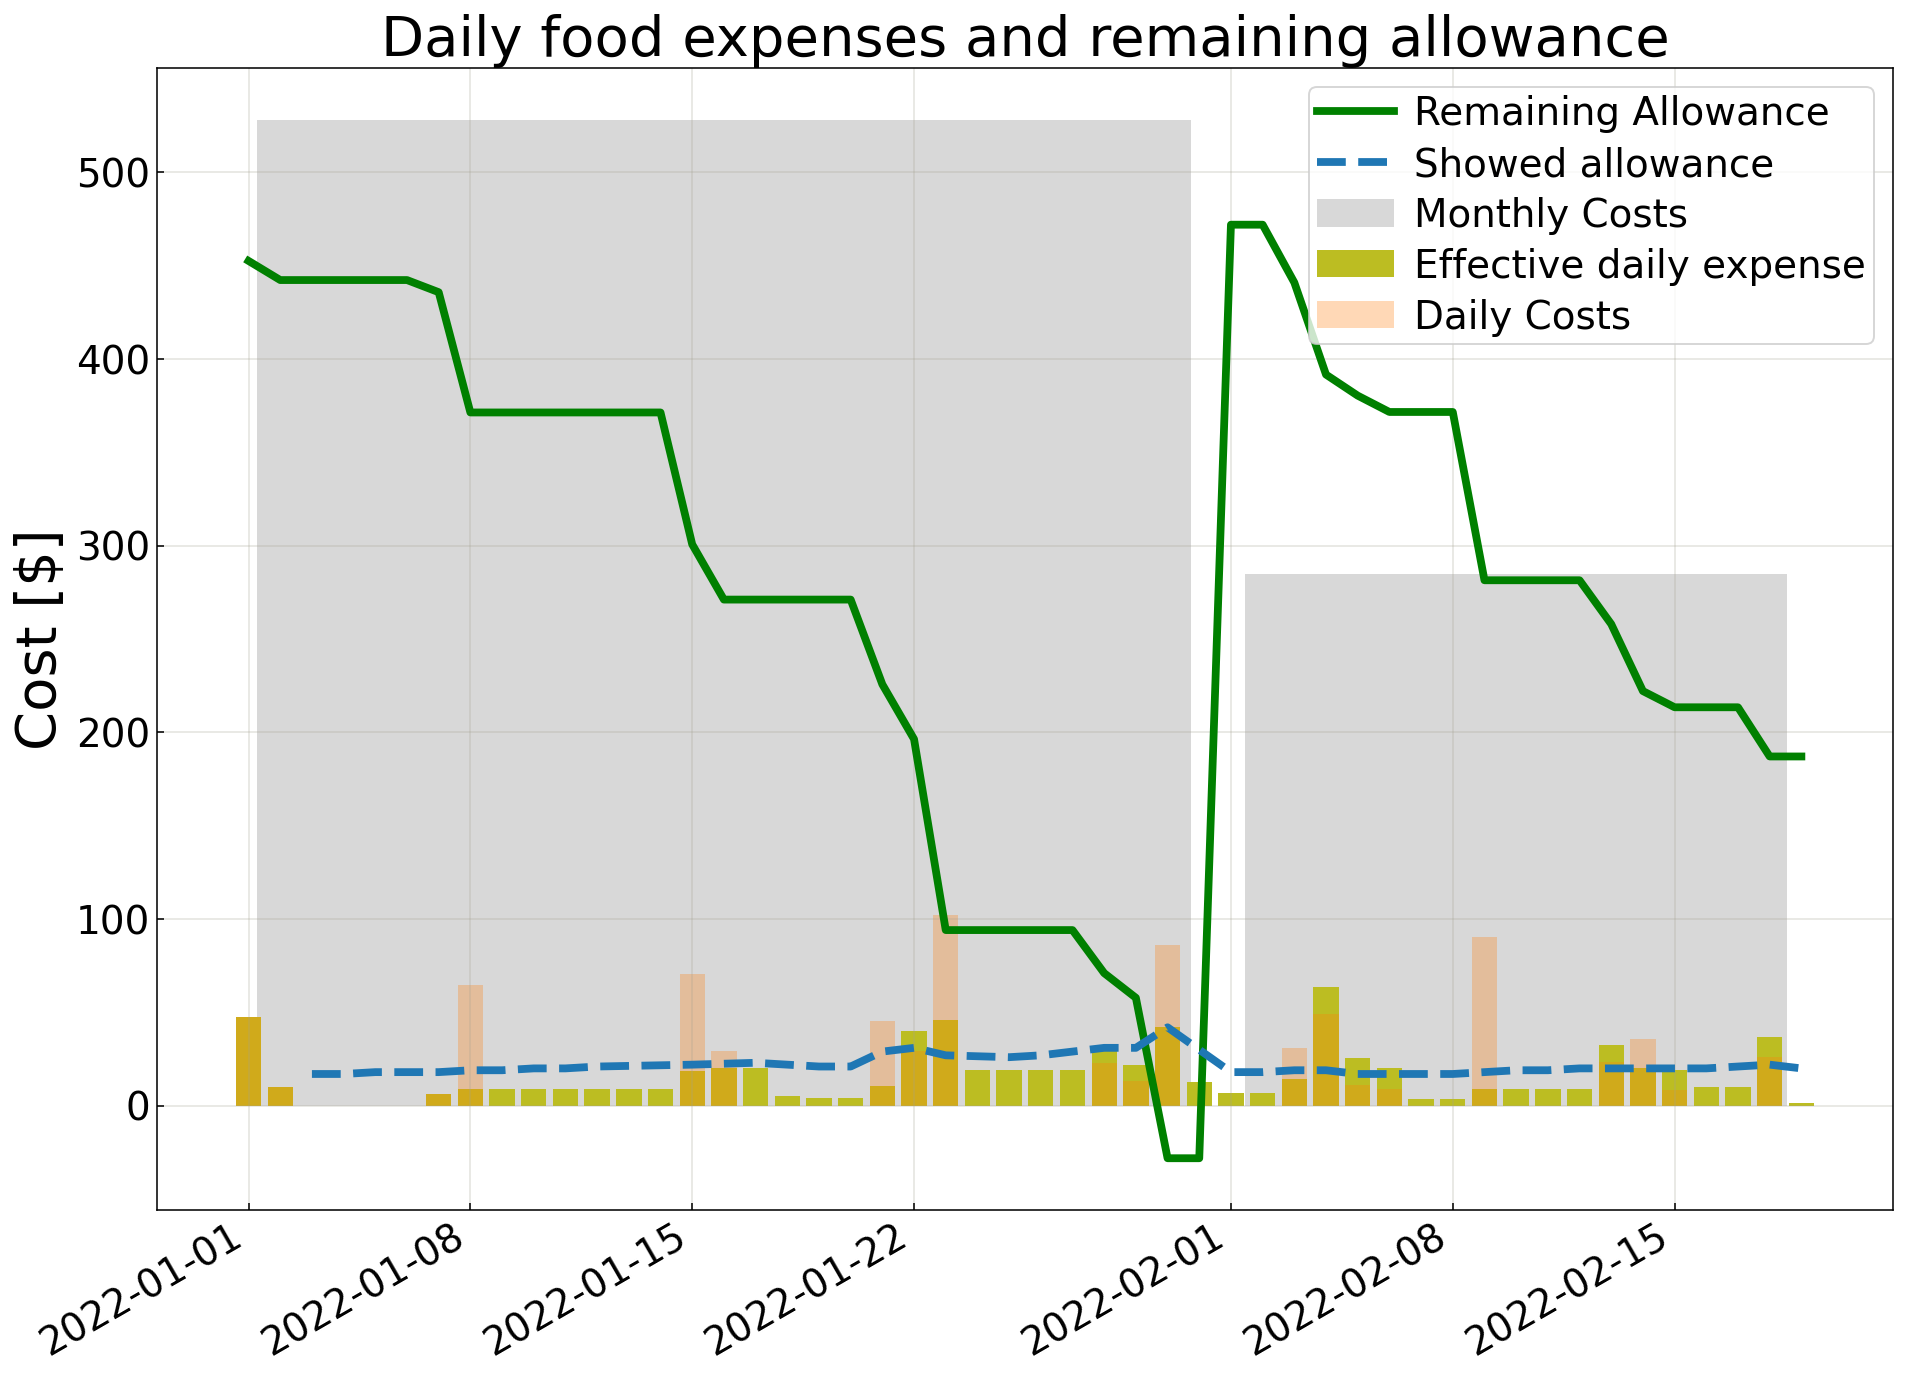 Daily food expenses and remaining allowance
Remaining Allowance
Showed allowance
Monthly Costs
Effective daily expense
Daily Costs
Cost [$]
500
400
300
200
100
0
2022-01-01
2022-01-08
2022-01-15
2022-01-22
2022-02-01
2022-02-08
2022-02-15